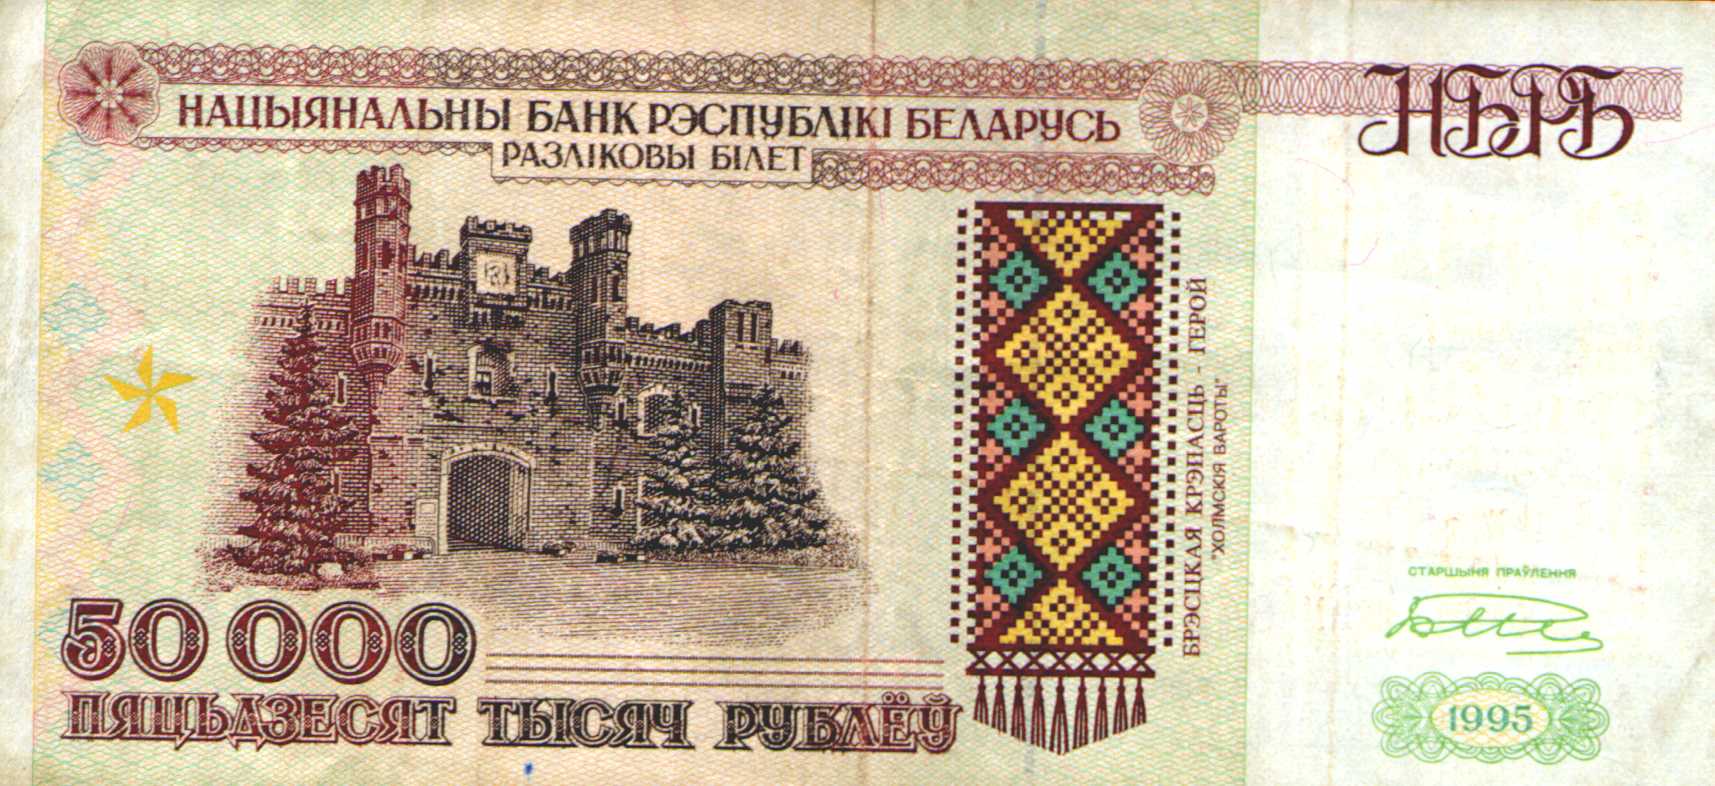 НАЦЫЯНАЛЬНЫ БАНК РЭСПУБЛІКІ БЕЛАРУСЬ
РАЗЛІКОВЫ БІЛЕТ
НБРБ
БРЭСЦКАЯ КРЭПАСЦЬ - ГЕРОЙ
"ХОЛМСКІЯ ВАРОТЫ"
СТАРШЫНЯ ПРАЎЛЕННЯ
50 000
ПЯЦЬДЗЕСЯТ ТЫСЯЧ РУБЛЁЎ
1995